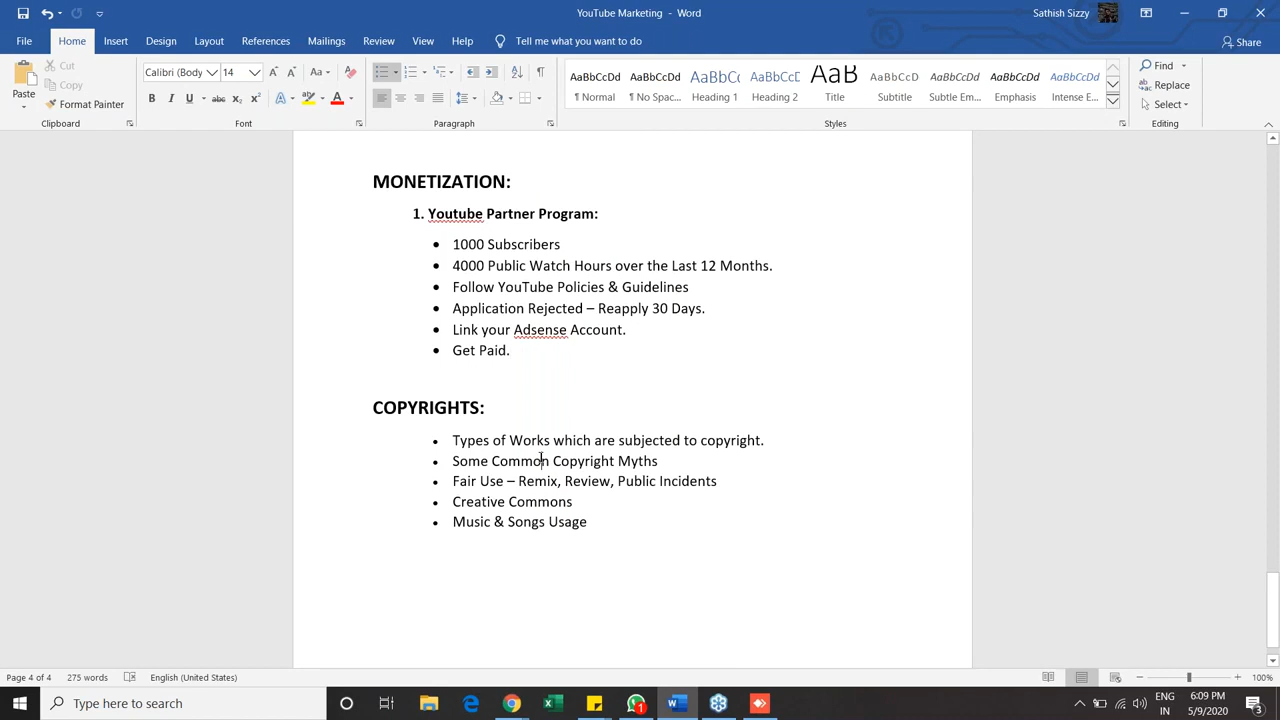 YouTube Marketing - Word
Sathish Sizzy
File Home Insert Design Layout References Mailings Review View Help Tell me what you want to do
Share
Paste
Cut
Copy
Format Painter
Calibri (Body 14
Aa
B I U abc X₂ X² A A
AaBbCcDd AaBbCcDd AaBbCc AaBbCcD AaB AaBbCcD AaBbCcDd AaBbCcDd AaBbCcDd
¶ Normal ¶ No Spac... Heading 1 Heading 2 Title Subtitle Subtle Em... Emphasis Intense E...
Find
Replace
Select
Clipboard Font Paragraph Styles Editing
MONETIZATION:
1. Youtube Partner Program:
• 1000 Subscribers
• 4000 Public Watch Hours over the Last 12 Months.
• Follow YouTube Policies & Guidelines
• Application Rejected – Reapply 30 Days.
• Link your Adsense Account.
• Get Paid.
COPYRIGHTS:
• Types of Works which are subjected to copyright.
• Some Common Copyright Myths
• Fair Use – Remix, Review, Public Incidents
• Creative Commons
• Music & Songs Usage
Page 4 of 4 275 words English (United States) 100%
Type here to search
1
ENG
IN
6:09 PM
5/9/2020
3